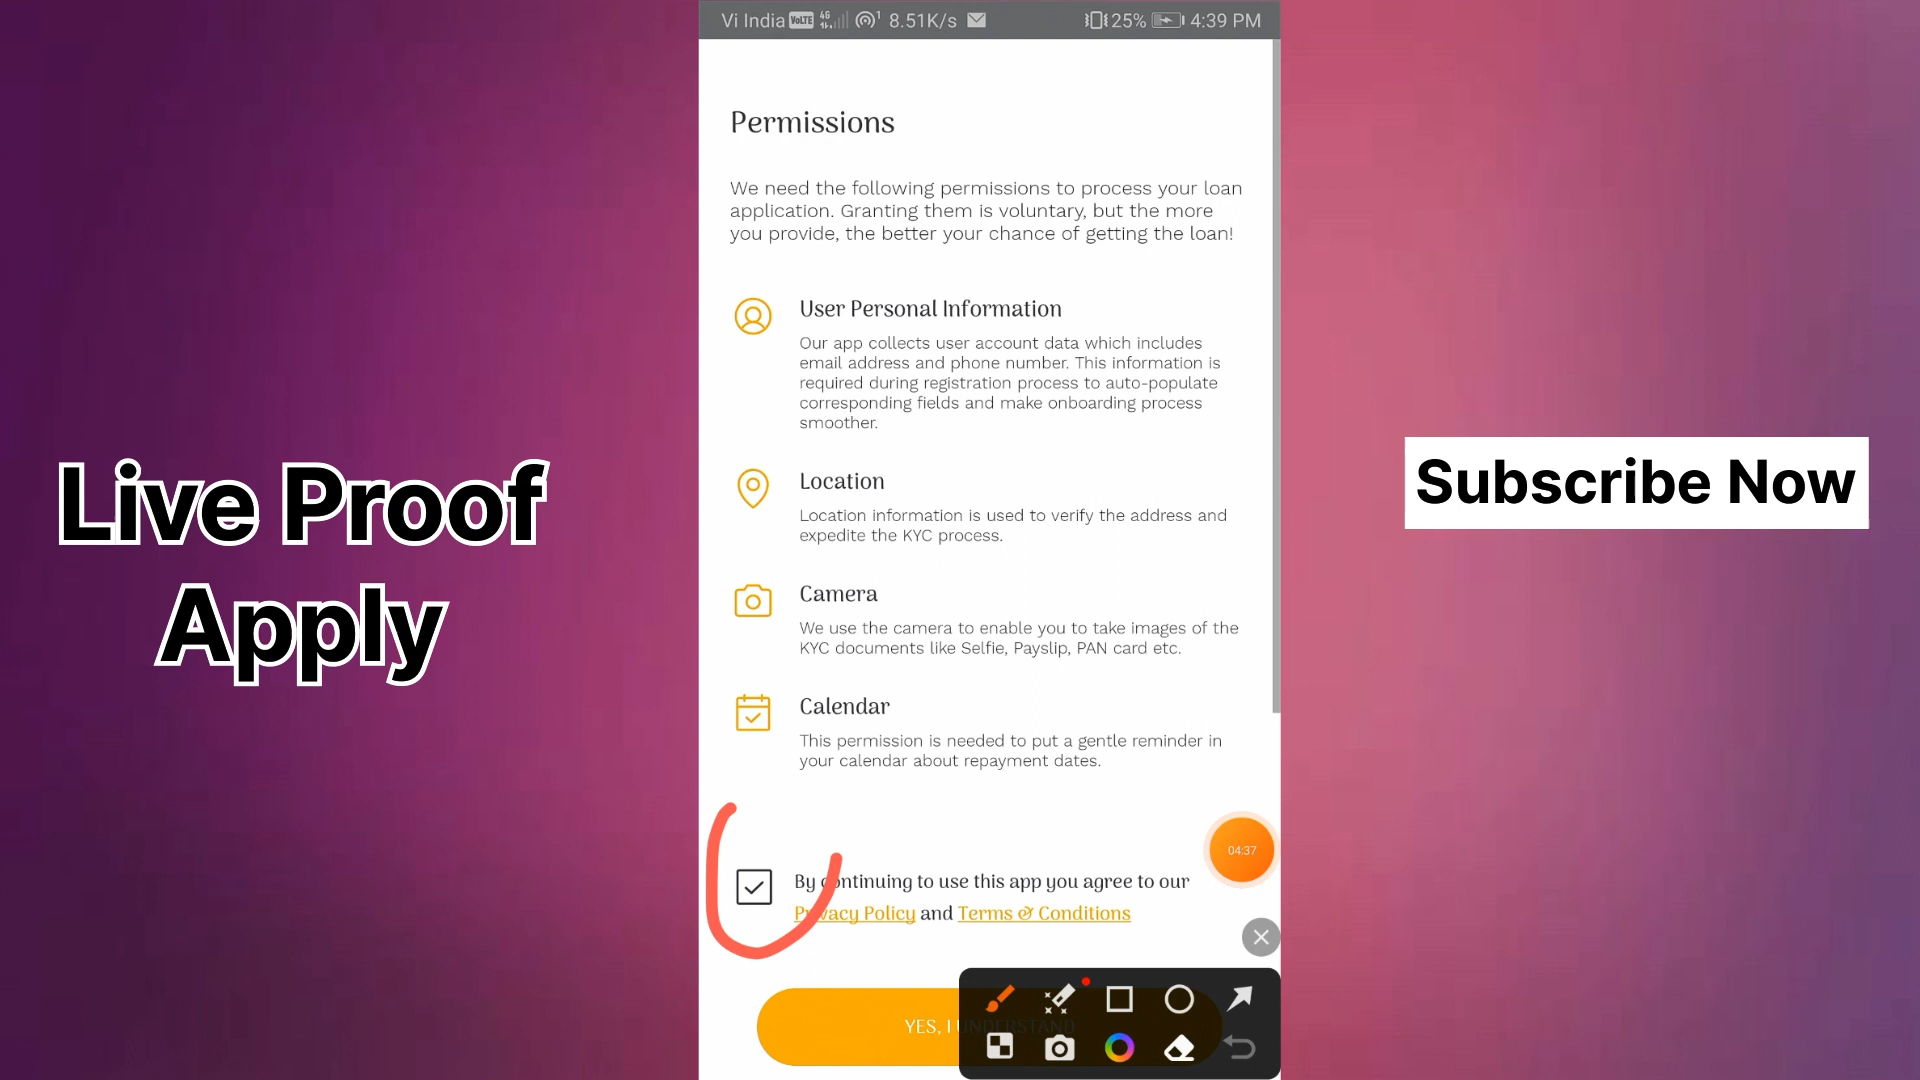 Vi India VoLTE 4G 1 8.51K/s 25% 4:39 PM
Permissions
We need the following permissions to process your loan
application. Granting them is voluntary, but the more
you provide, the better your chance of getting the loan!
User Personal Information
Our app collects user account data which includes
email address and phone number. This information is
required during registration process to auto-populate
corresponding fields and make onboarding process
smoother.
Location
Location information is used to verify the address and
expedite the KYC process.
Camera
We use the camera to enable you to take images of the
KYC documents like Selfie, Payslip, PAN card etc.
Calendar
This permission is needed to put a gentle reminder in
your calendar about repayment dates.
04:37
By continuing to use this app you agree to our
Privacy Policy and Terms & Conditions
YES, I UNDERSTAND
Live Proof
Apply
Subscribe Now